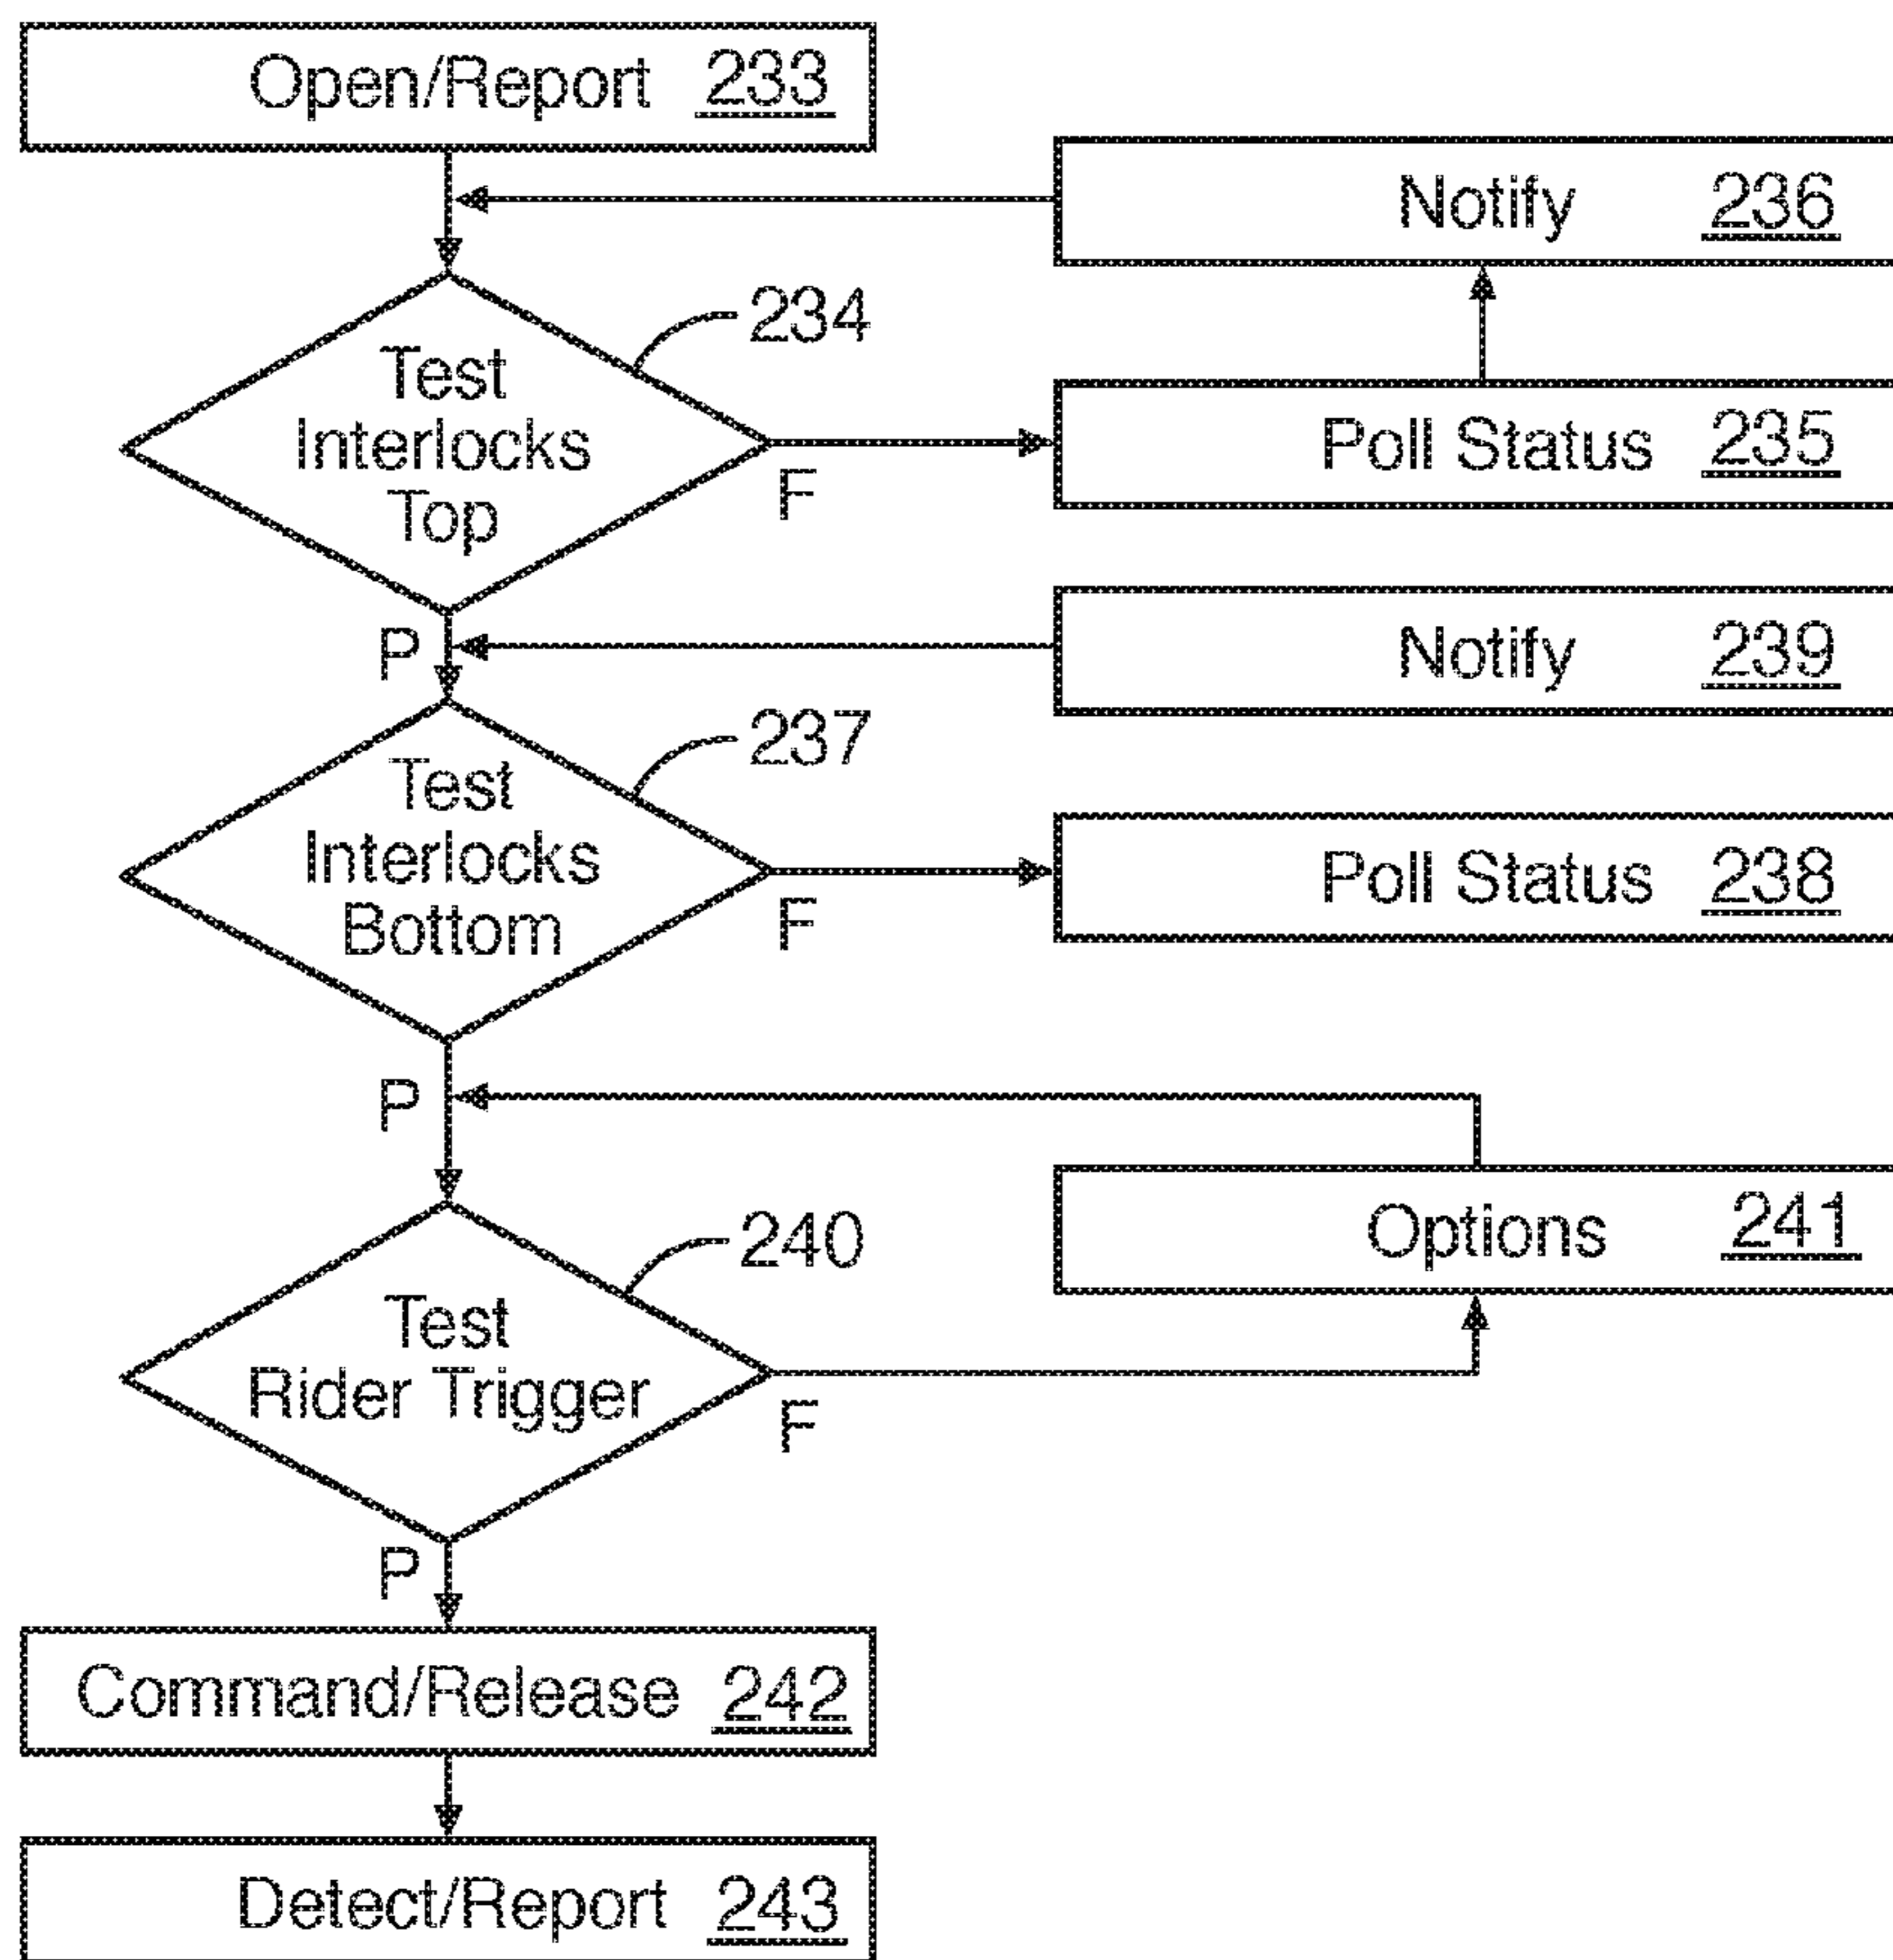 Open/Report 233
Notify 236
234
Test
Interlocks
Top
F
Poll Status 235
P
Notify 239
237
Test
Interlocks
Bottom
F
Poll Status 238
P
240
Options 241
Test
Rider Trigger
F
P
Command/Release 242
Detect/Report 243